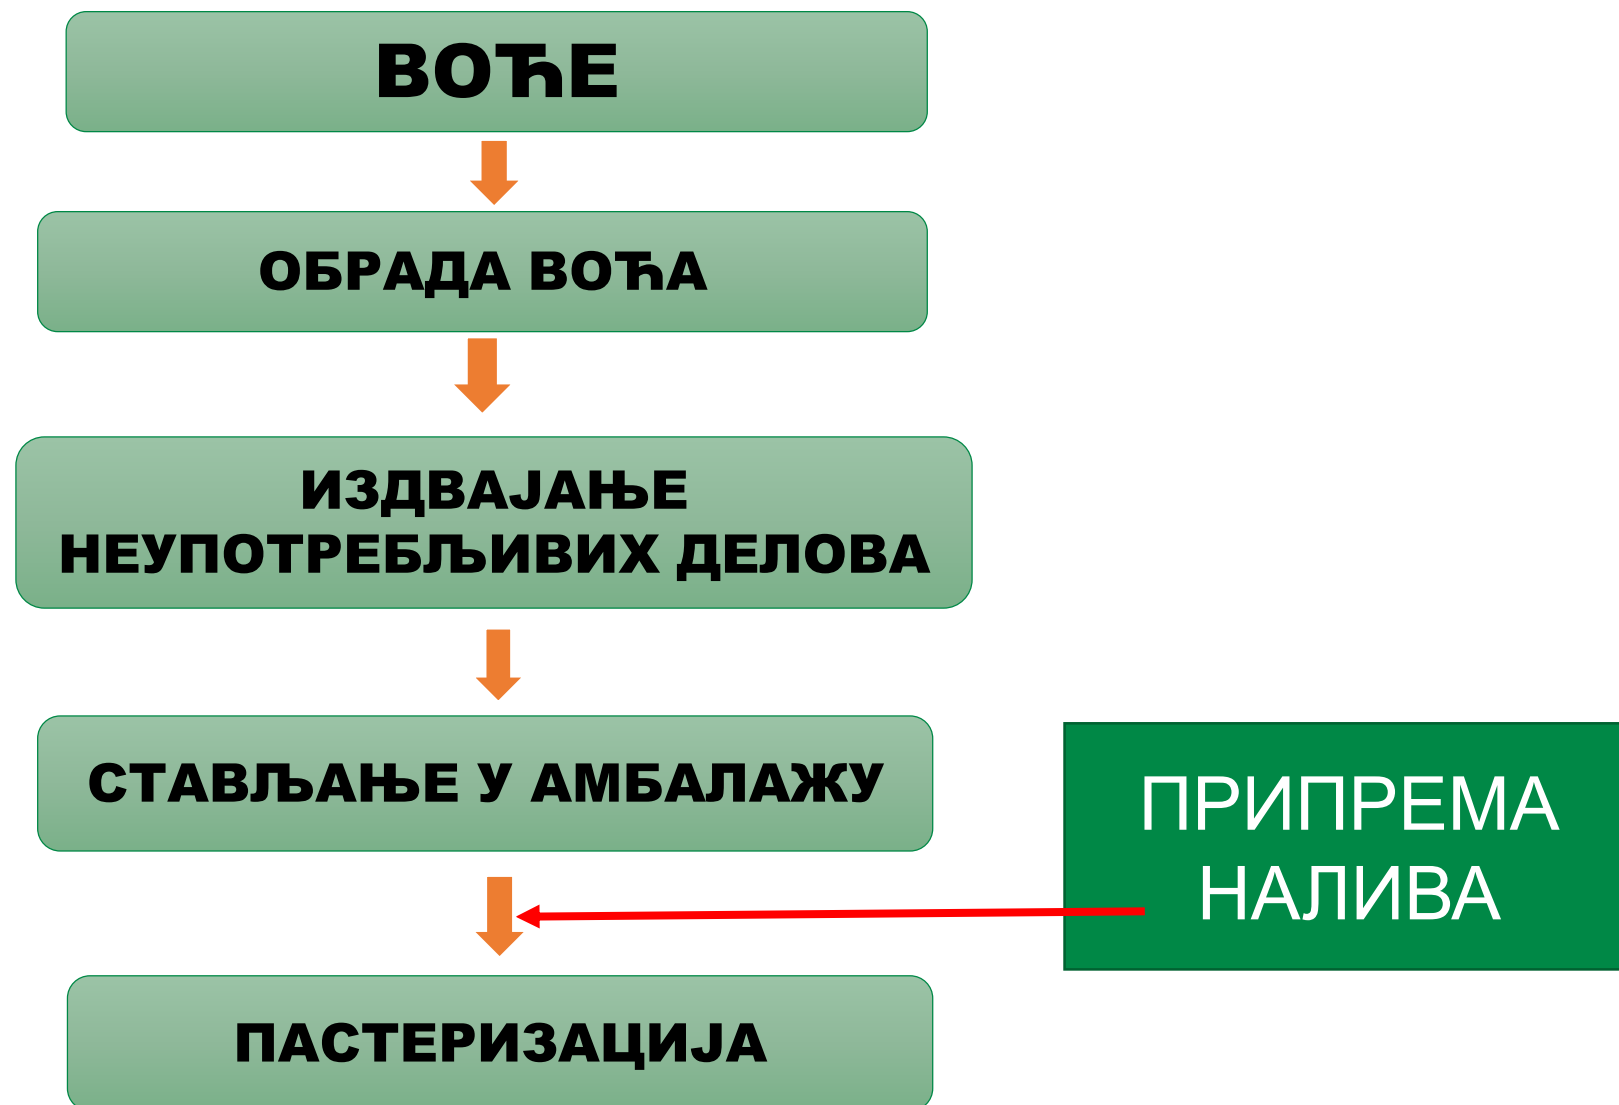 ВОЋЕ
ОБРАДА ВОЋА
ИЗДВАЈАЊЕ
НЕУПОТРЕБЉИВИХ ДЕЛОВА
СТАВЉАЊЕ У АМБАЛАЖУ
ПРИПРЕМА
НАЛИВА
ПАСТЕРИЗАЦИЈА